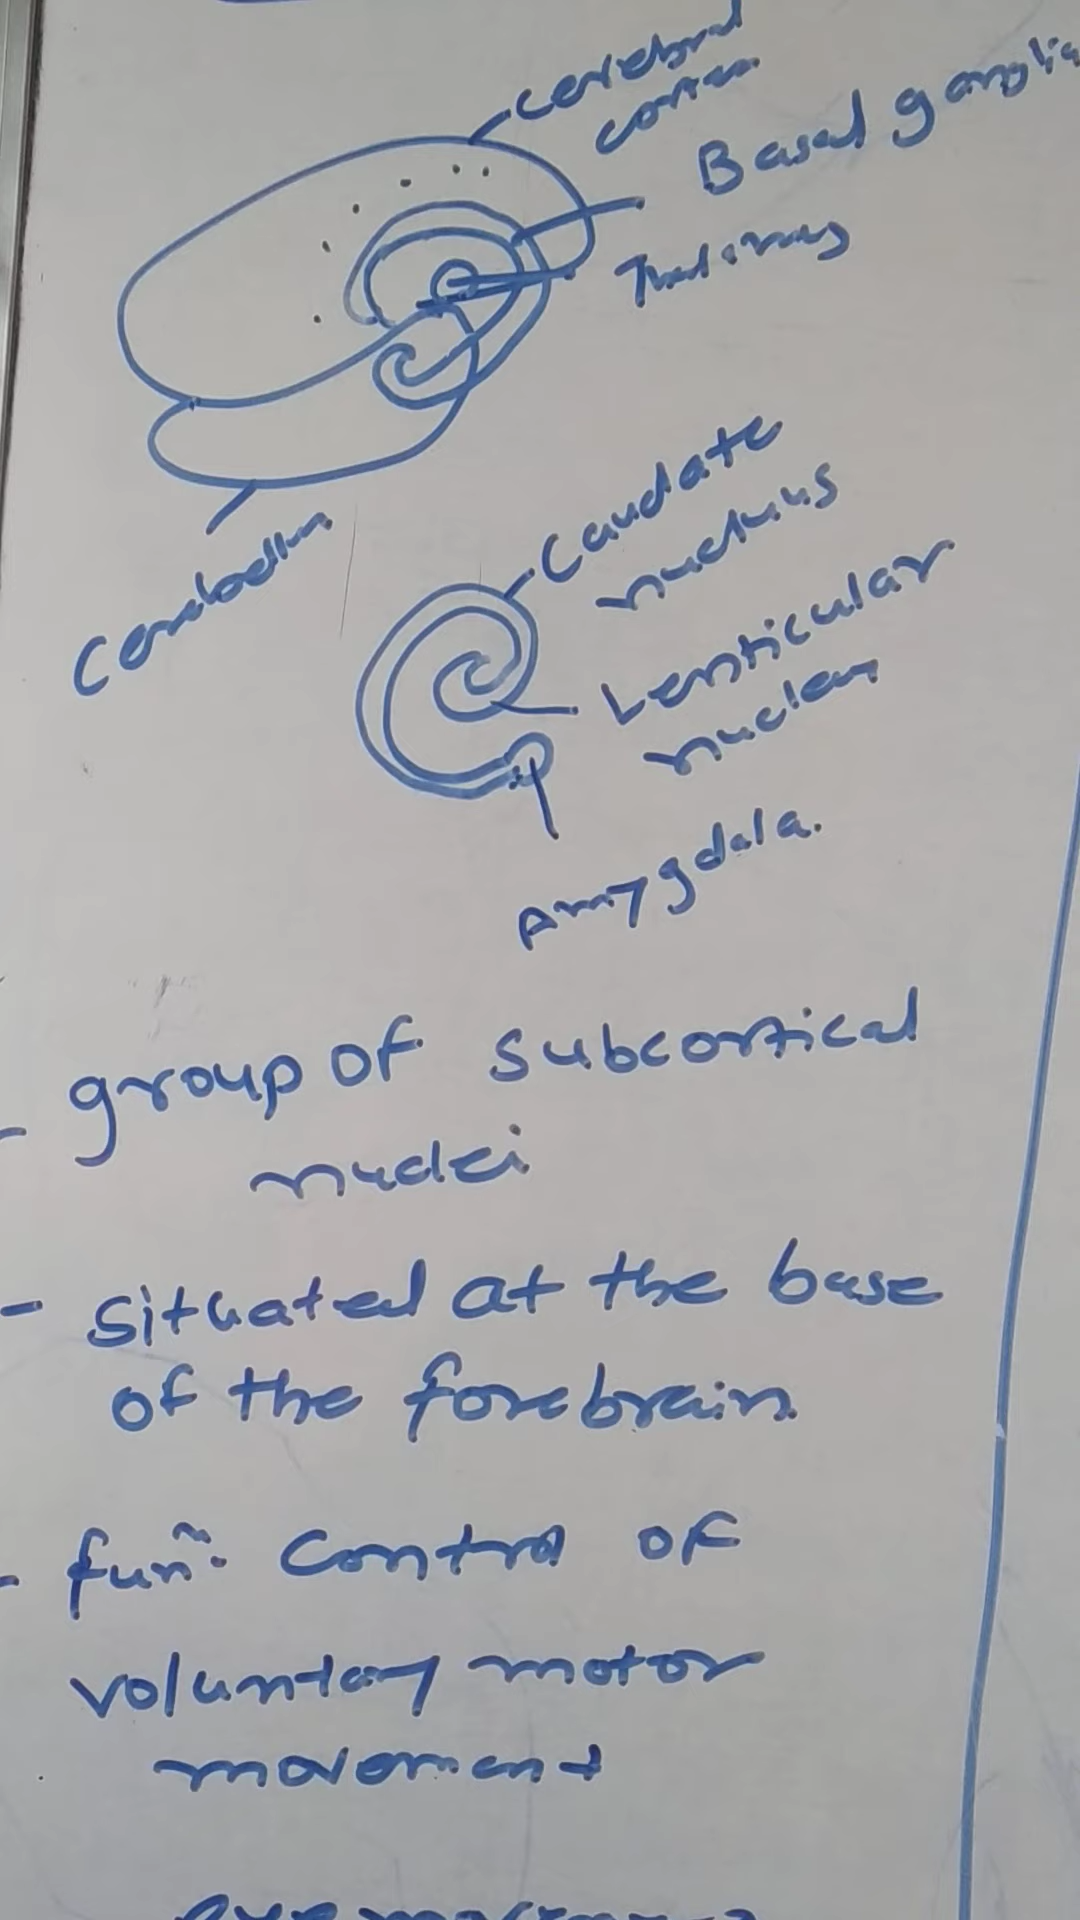 cerebral
cortex
Basal ganglia
Thalamus
Cerebellum
Caudate
nucleus
Lenticular
nucleus
Amygdala.
- group of subcortical
nuclei
- situated at the base
of the forebrain.
- fun~. Control of
voluntary motor
movement